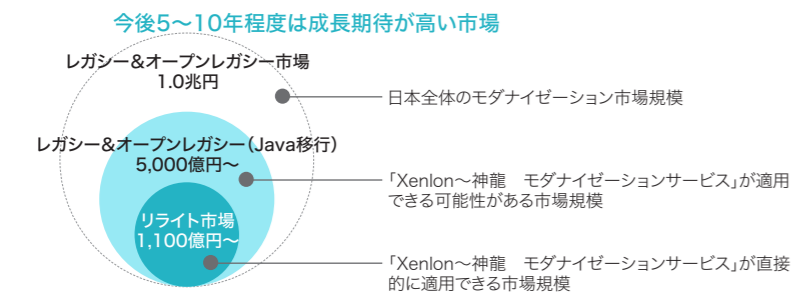 今後5～10年程度は成長期待が高い市場
レガシー&オープンレガシー市場
1.0兆円
日本全体のモダナイゼーション市場規模
レガシー&オープンレガシー（Java移行）
5,000億円～
「Xenlon～神龍　モダナイゼーションサービス」が適用
できる可能性がある市場規模
リライト市場
1,100億円～
「Xenlon～神龍　モダナイゼーションサービス」が直接
的に適用できる市場規模